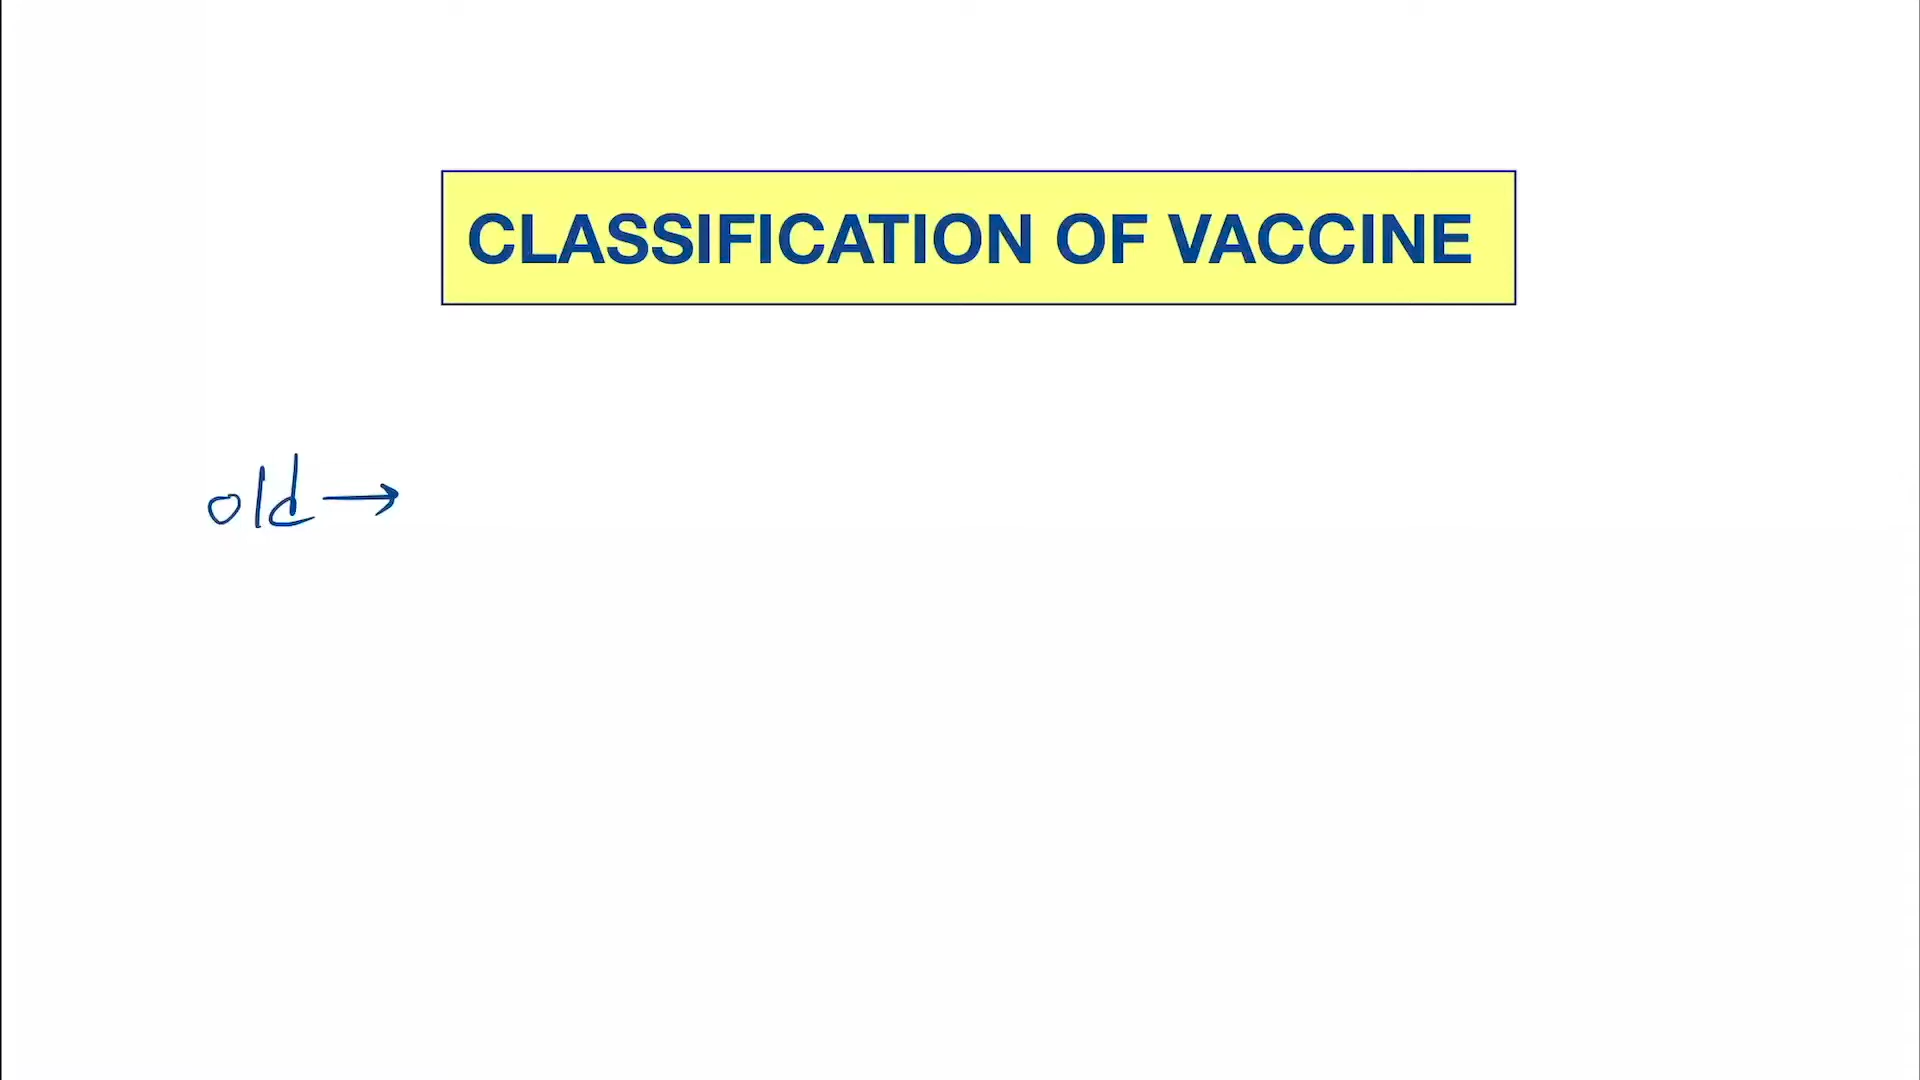 CLASSIFICATION OF VACCINE
old →